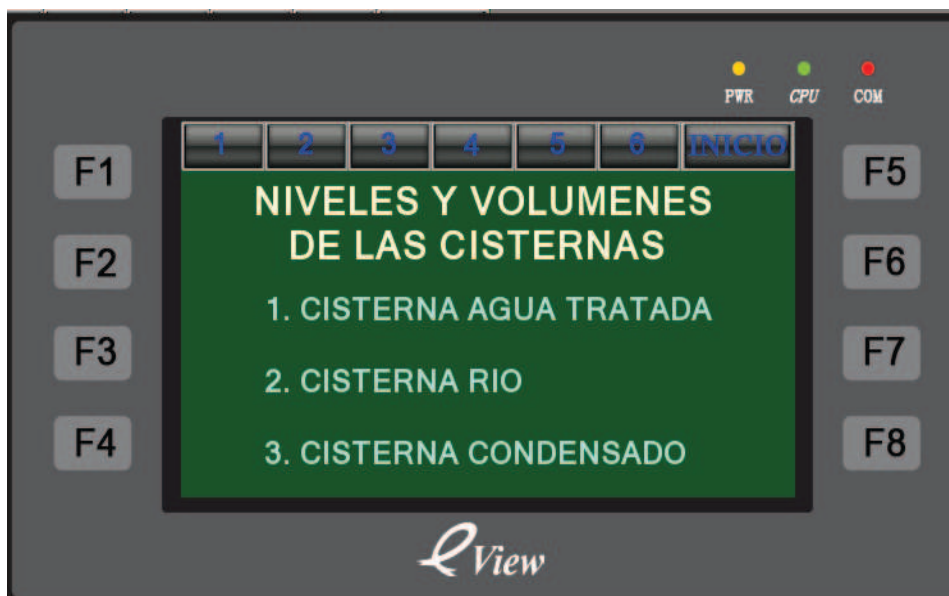 PWR CPU COM
1 2 3 4 5 6 INICIO
F1
F2
F3
F4
NIVELES Y VOLUMENES
DE LAS CISTERNAS
1. CISTERNA AGUA TRATADA
2. CISTERNA RIO
3. CISTERNA CONDENSADO
F5
F6
F7
F8
eView